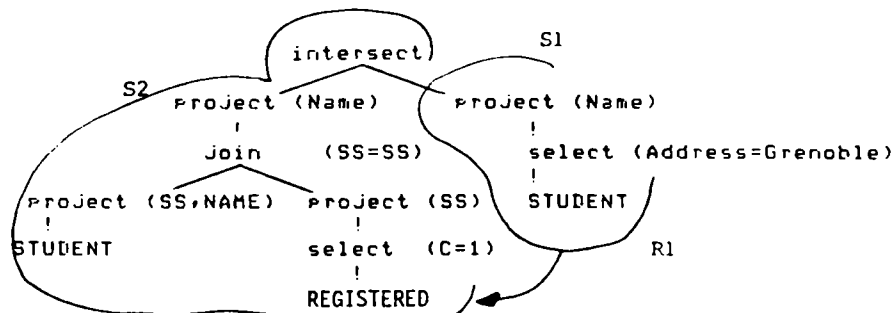 S1
intersect
S2
project (Name) project (Name)
join (SS=SS) select (Address=Grenoble)
project (SS,NAME) project (SS) STUDENT
STUDENT select (C=1) R1
REGISTERED